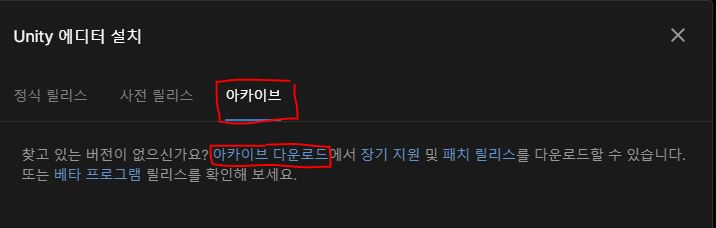 Unity 에디터 설치
정식 릴리스 사전 릴리스 아카이브
찾고 있는 버전이 없으신가요? 아카이브 다운로드에서 장기 지원 및 패치 릴리스를 다운로드할 수 있습니다.
또는 베타 프로그램 릴리스를 확인해 보세요.